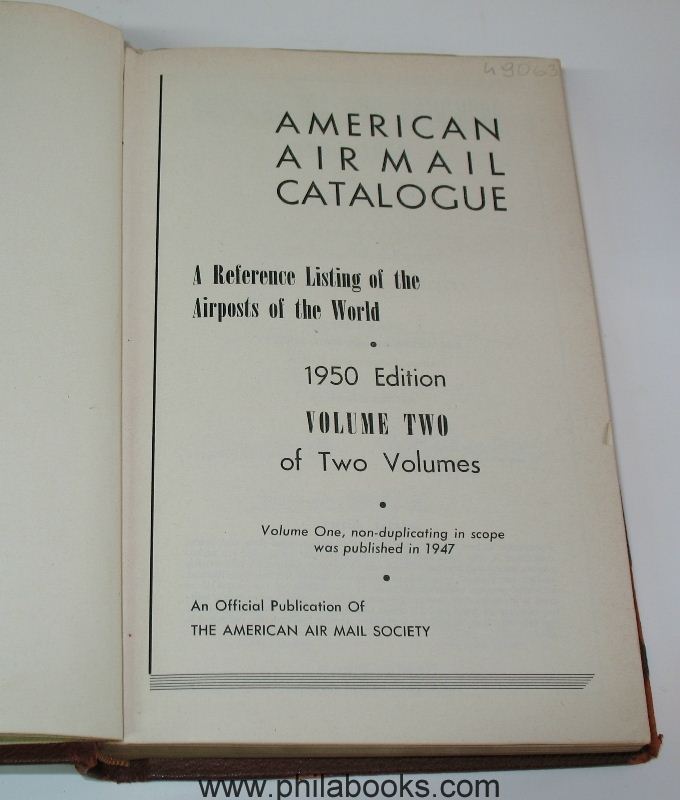 49063
AMERICAN
AIR MAIL
CATALOGUE
A Reference Listing of the
Airposts of the World
1950 Edition
VOLUME TWO
of Two Volumes
Volume One, non-duplicating in scope
was published in 1947
An Official Publication Of
THE AMERICAN AIR MAIL SOCIETY
www.philabooks.com